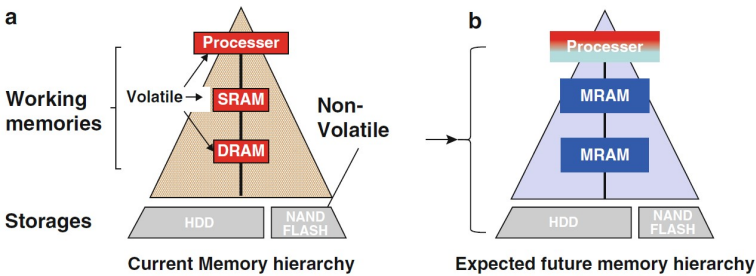 a
Processer
Volatile
SRAM
DRAM
Working
memories
Non-
Volatile
Storages
HDD
NAND
FLASH
Current Memory hierarchy
b
Processer
MRAM
MRAM
HDD
NAND
FLASH
Expected future memory hierarchy